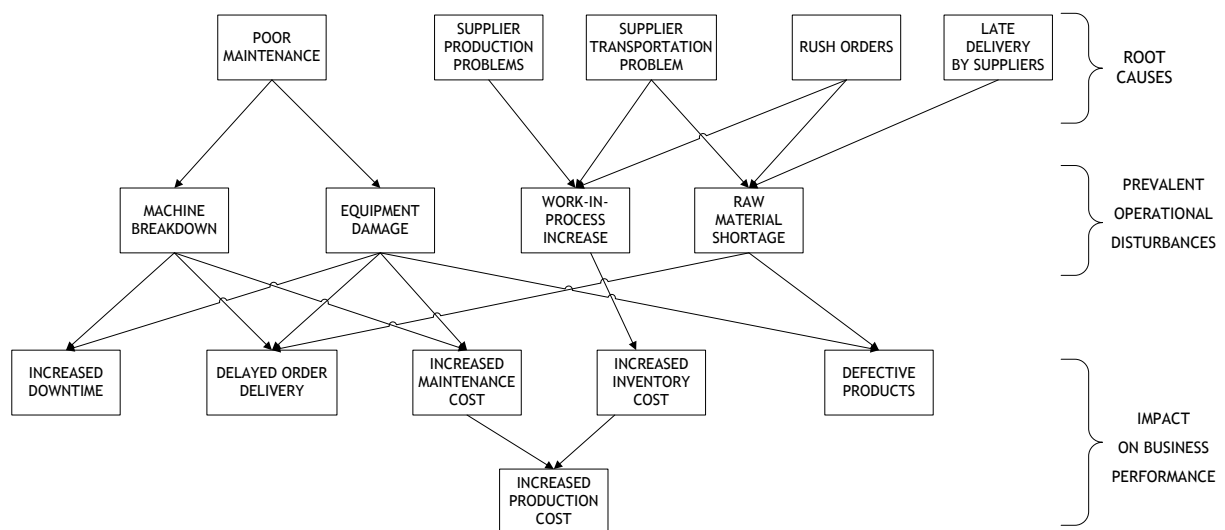 POOR
MAINTENANCE
SUPPLIER
PRODUCTION
PROBLEMS
SUPPLIER
TRANSPORTATION
PROBLEM
RUSH ORDERS
LATE
DELIVERY
BY SUPPLIERS
ROOT
CAUSES
MACHINE
BREAKDOWN
EQUIPMENT
DAMAGE
WORK-IN-
PROCESS
INCREASE
RAW
MATERIAL
SHORTAGE
PREVALENT
OPERATIONAL
DISTURBANCES
INCREASED
DOWNTIME
DELAYED ORDER
DELIVERY
INCREASED
MAINTENANCE
COST
INCREASED
INVENTORY
COST
DEFECTIVE
PRODUCTS
IMPACT
ON BUSINESS
PERFORMANCE
INCREASED
PRODUCTION
COST